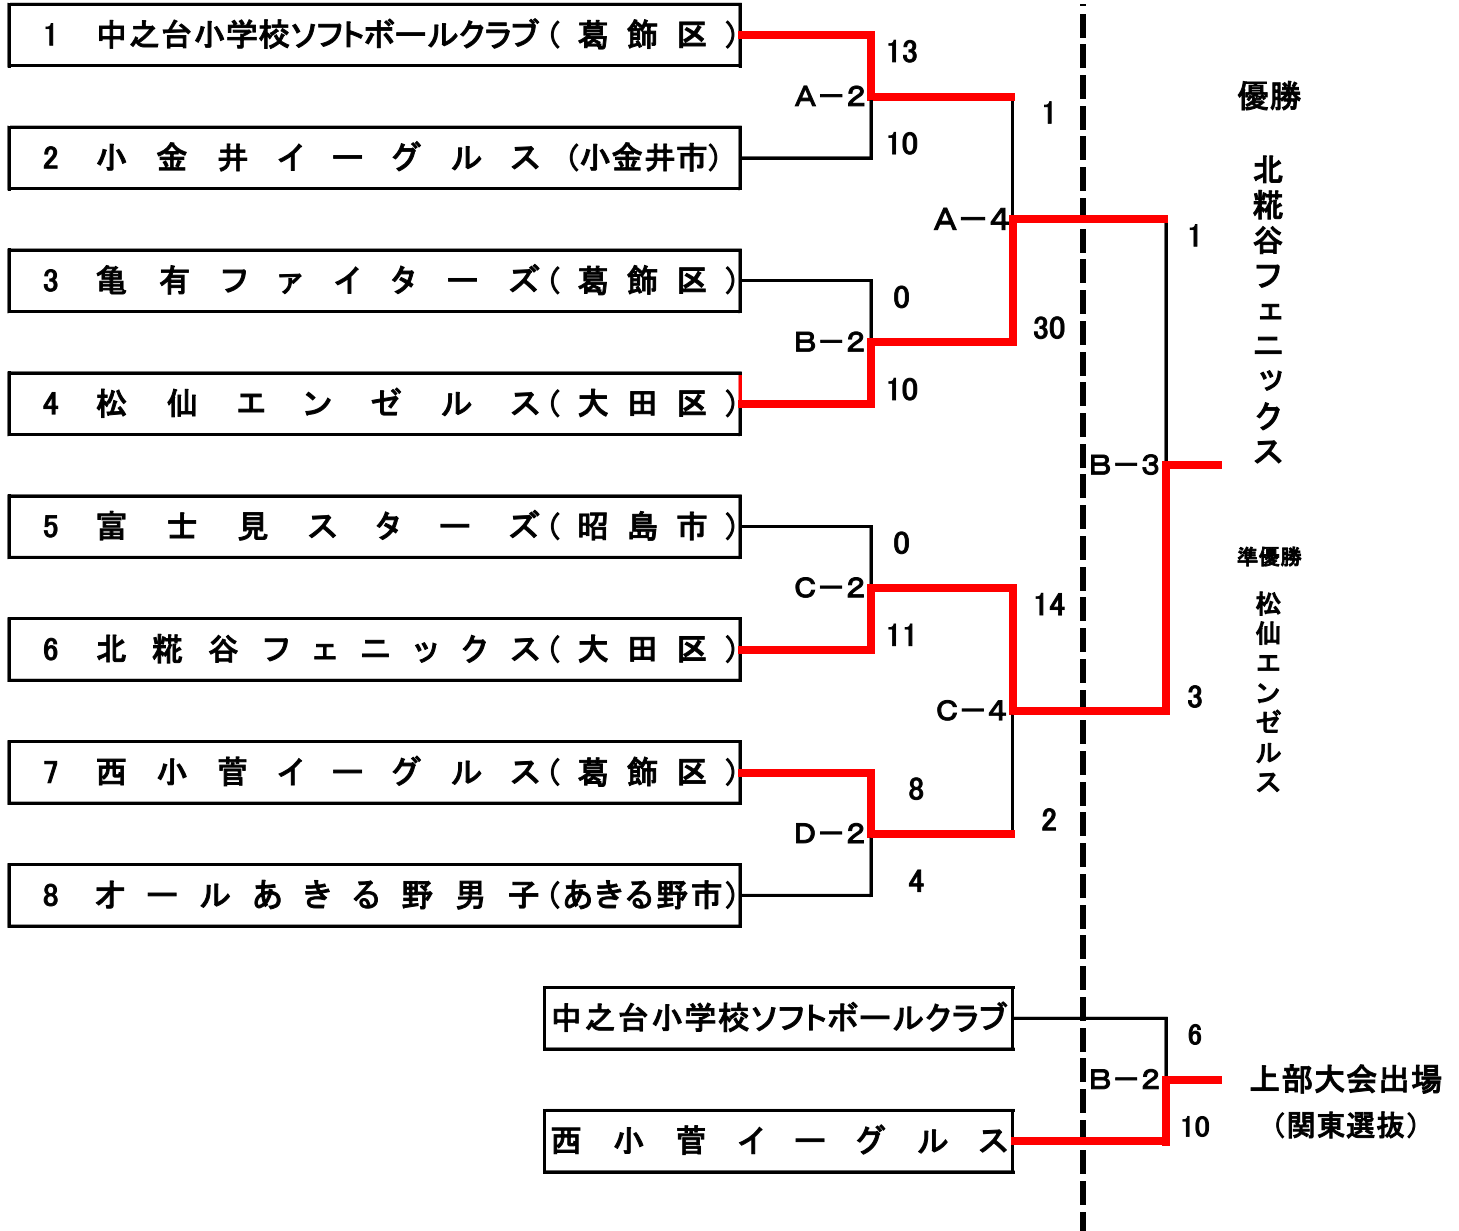 1 中之台小学校ソフトボールクラブ(葛飾区)
13
A－2
10
2 小金井イーグルス(小金井市)
1
A－4
30
3 亀有ファイターズ(葛飾区)
0
B－2
10
4 松仙エンゼルス(大田区)
1
B－3
3
5 富士見スターズ(昭島市)
0
C－2
11
6 北糀谷フェニックス(大田区)
14
C－4
2
7 西小菅イーグルス(葛飾区)
8
D－2
4
8 オールあきる野男子(あきる野市)
優勝
北糀谷フェニックス
準優勝
松仙エンゼルス
中之台小学校ソフトボールクラブ
6
B－2
10
西小菅イーグルス
上部大会出場
(関東選抜)